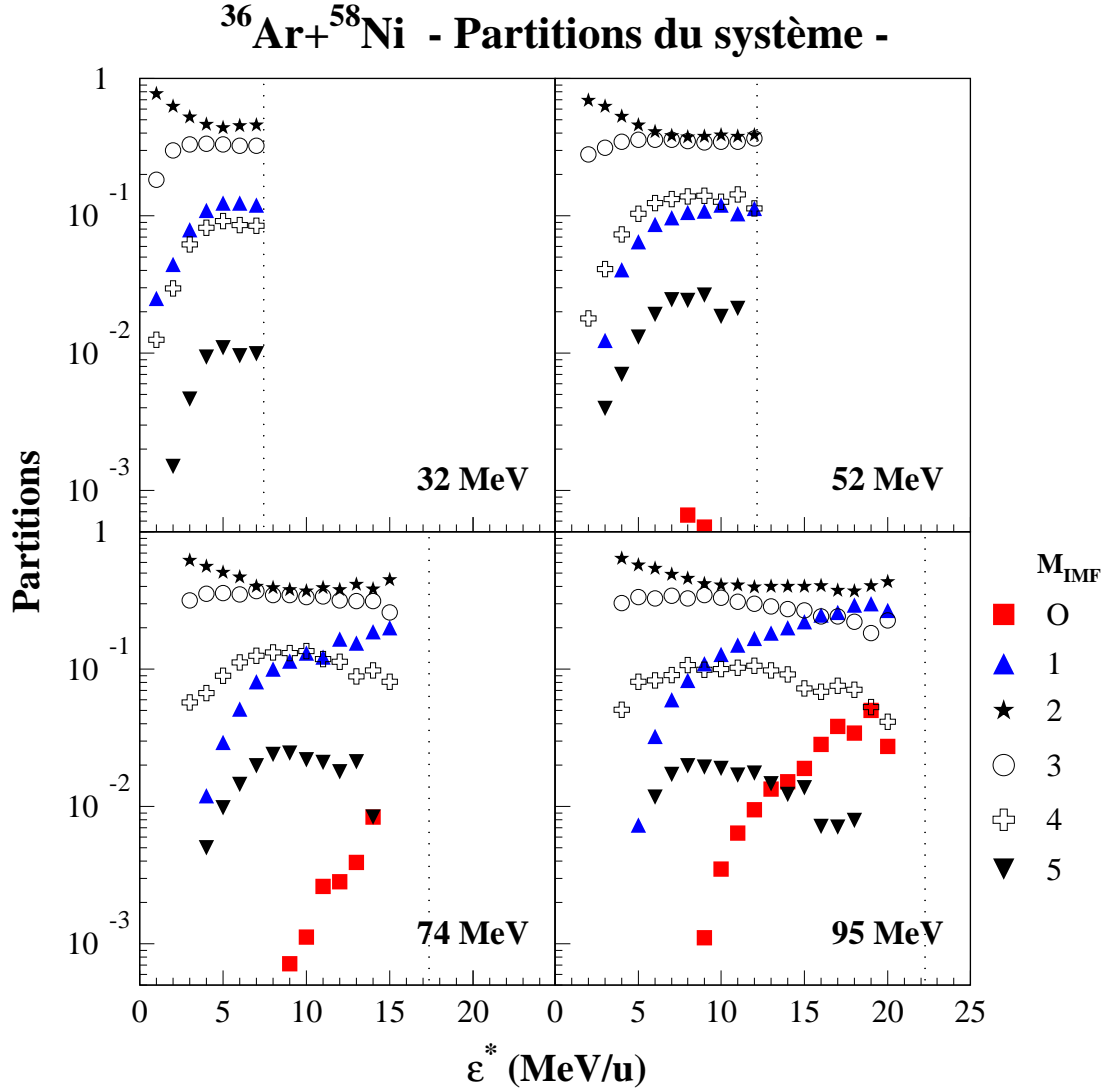 36Ar+58Ni - Partitions du système -
Partitions
1
10-1
10-2
10-3
32 MeV
52 MeV
1
10-1
10-2
10-3
74 MeV
95 MeV
0 5 10 15 20 0 5 10 15 20 25
ε* (MeV/u)
MIMF
O
1
2
3
4
5